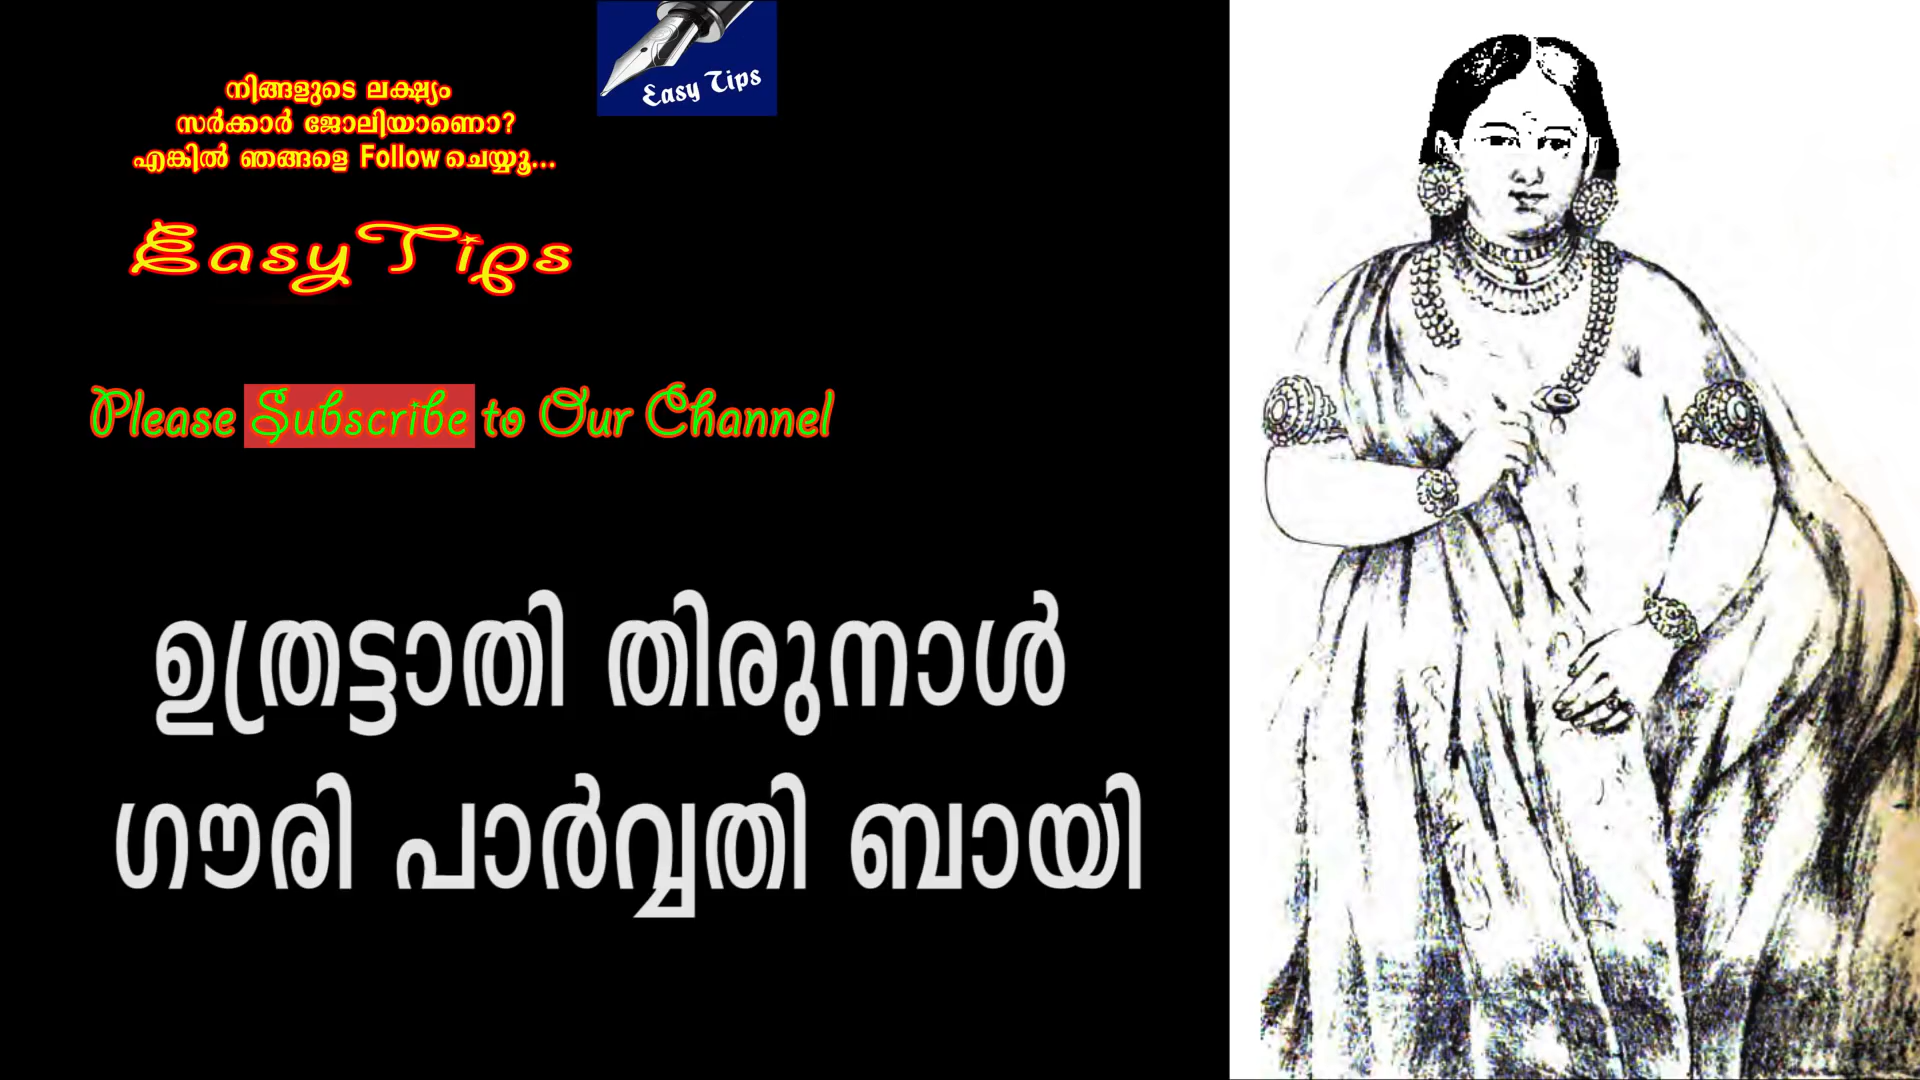 Easy Tips
നിങ്ങളുടെ ലക്ഷ്യം
സർക്കാർ ജോലിയാണൊ?
എങ്കിൽ ഞങ്ങളെ Follow ചെയ്യൂ...
Easy Tips
Please Subscribe to Our Channel
ഉത്രട്ടാതി തിരുനാൾ
ഗൗരി പാർവ്വതി ബായി